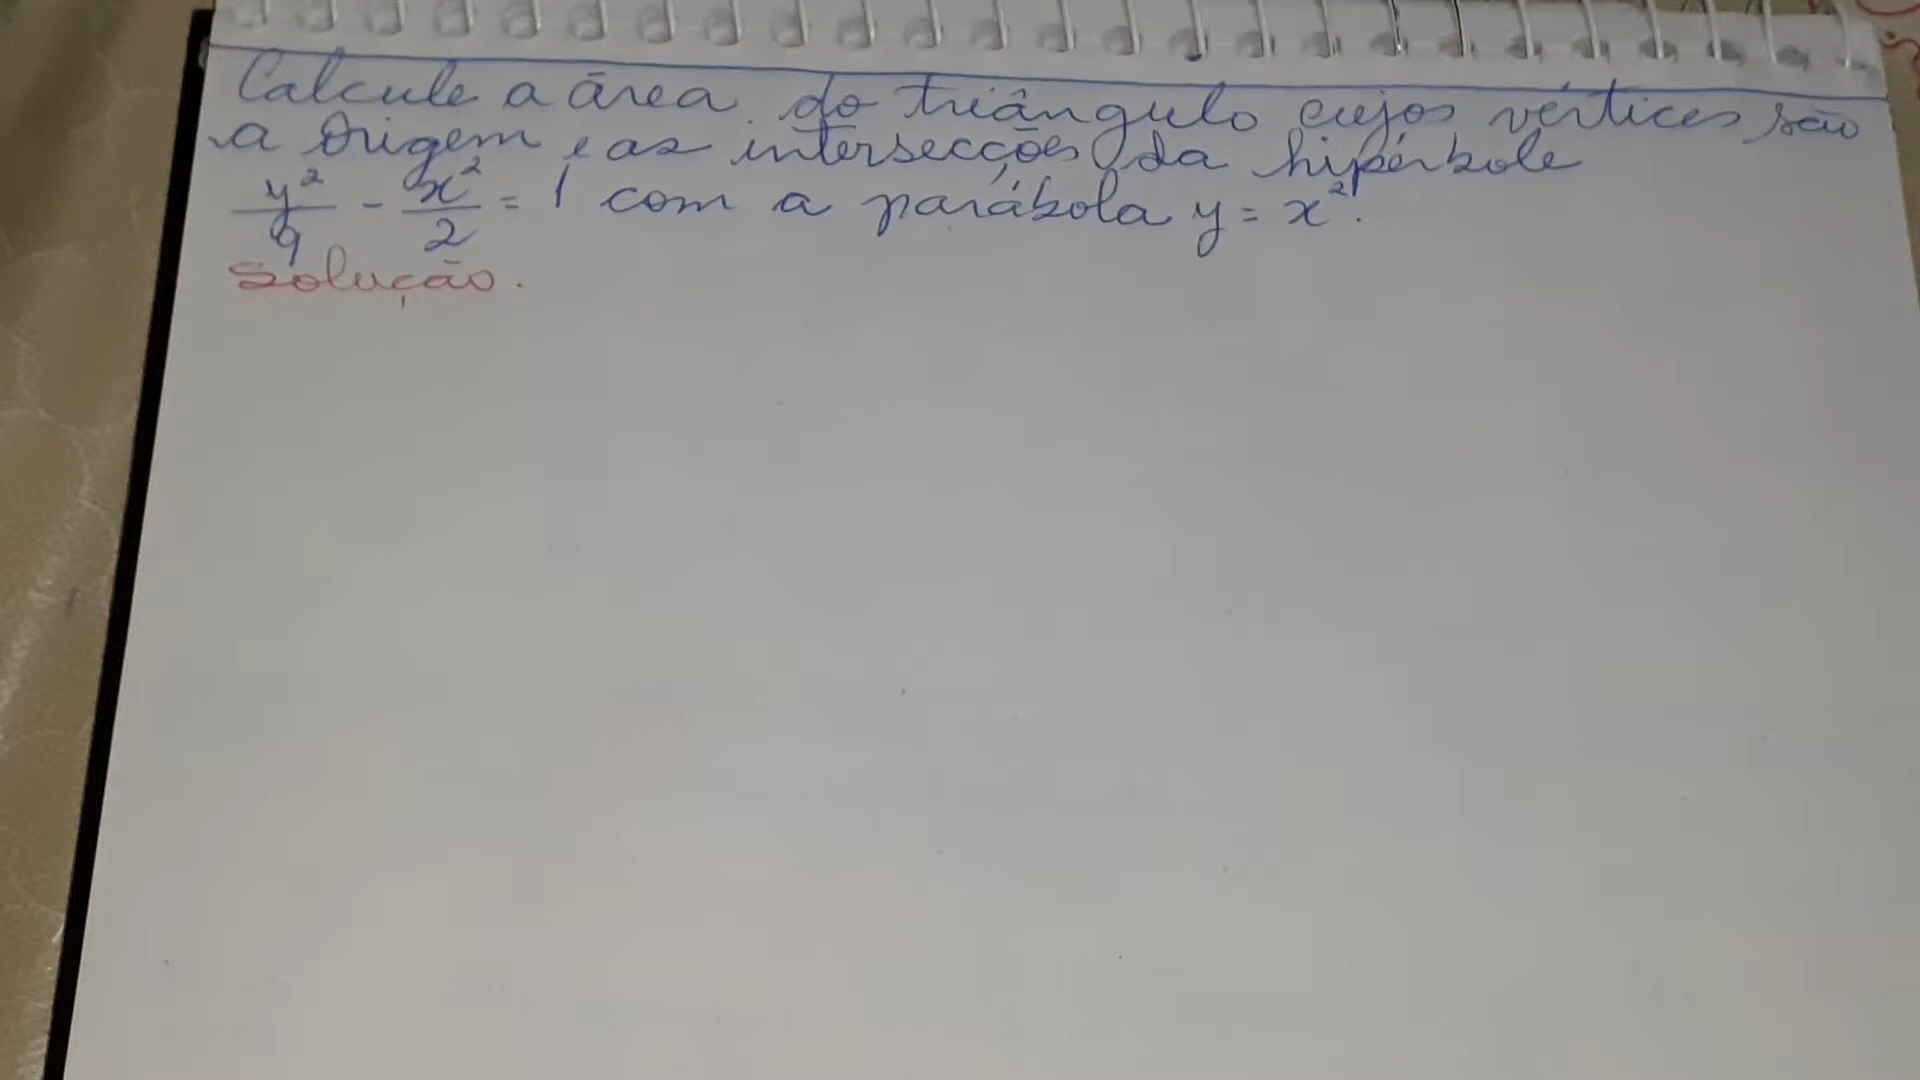 Calcule a área do triângulo cujos vértices são
a origem e as intersecções da hipérbole
y²/9 - x²/2 = 1 com a parábola y = x².
Solução.